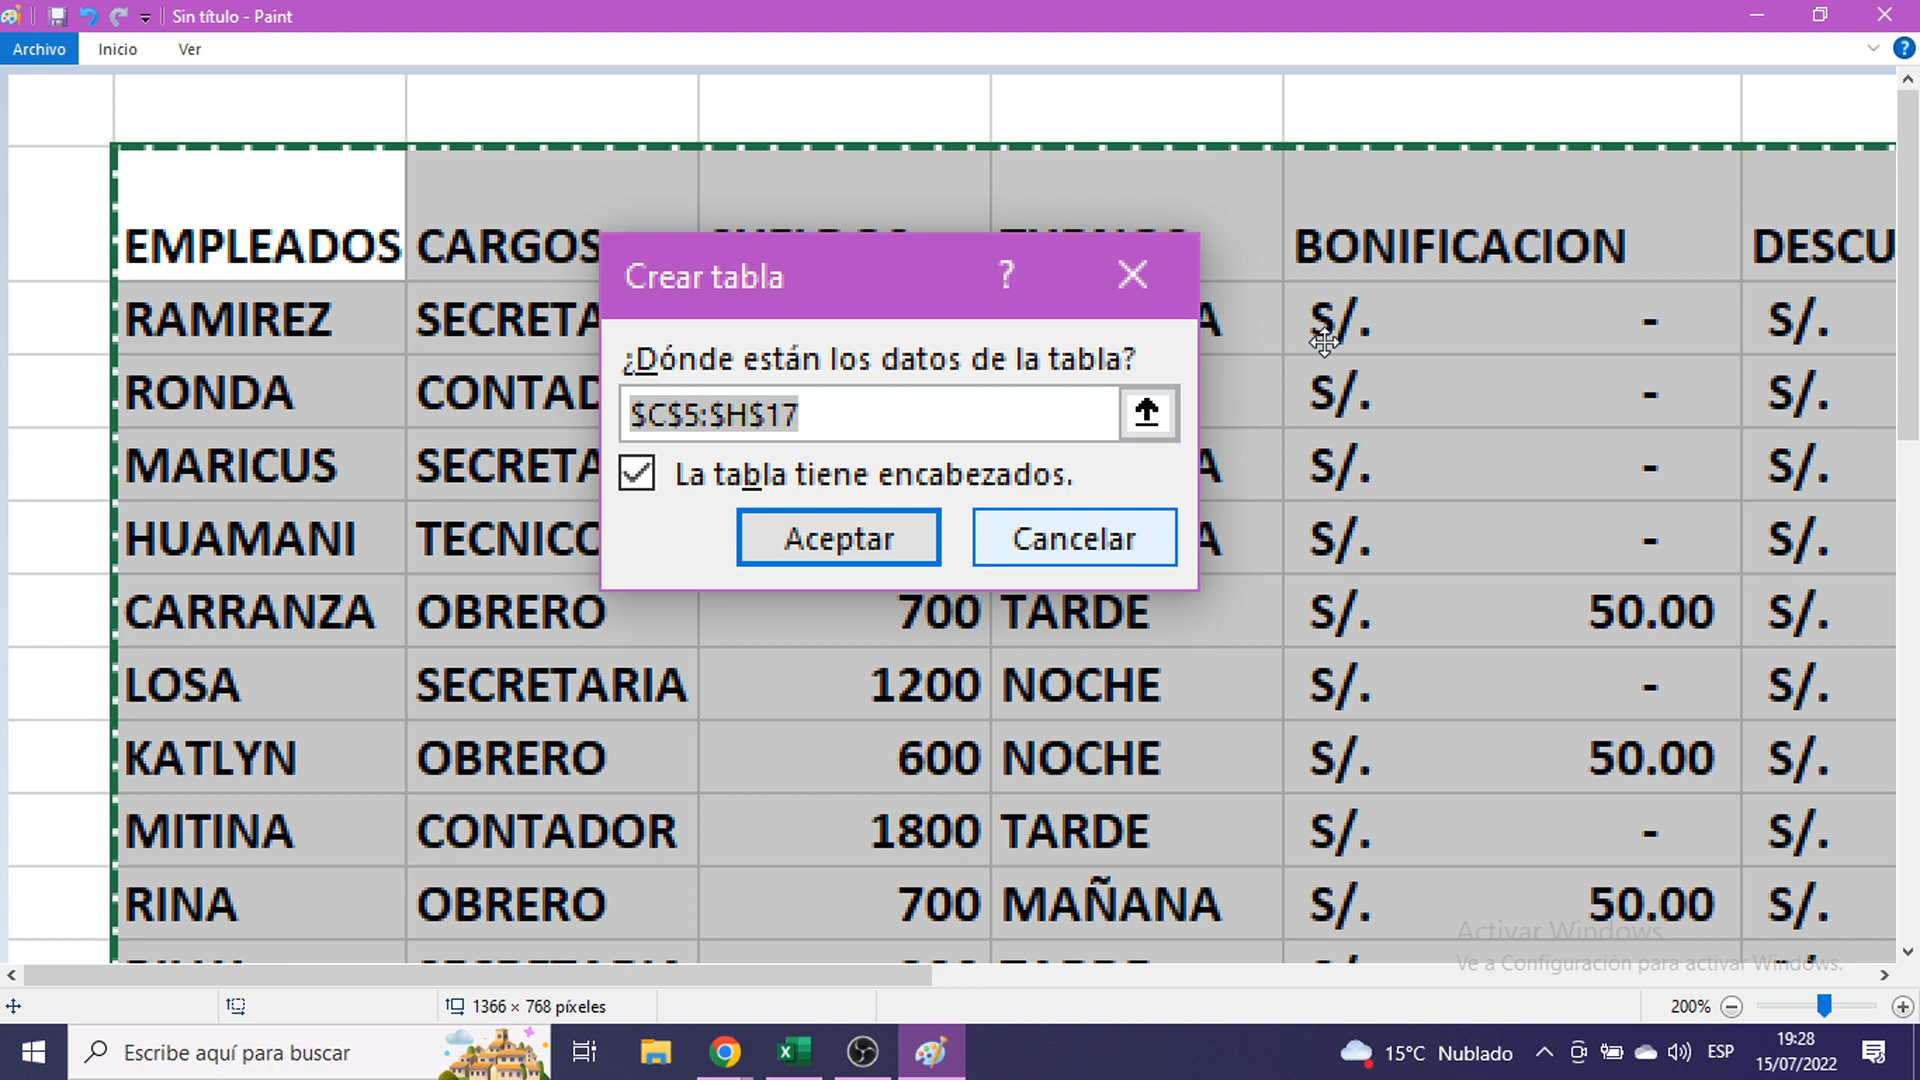 Sin título - Paint
Archivo Inicio Ver
EMPLEADOS CARGOS BONIFICACION DESCU
RAMIREZ SECRETA A S/. - S/.
RONDA CONTAD S/. - S/.
MARICUS SECRETA A S/. - S/.
HUAMANI TECNICO A S/. - S/.
CARRANZA OBRERO 700 TARDE S/. 50.00 S/.
LOSA SECRETARIA 1200 NOCHE S/. - S/.
KATLYN OBRERO 600 NOCHE S/. 50.00 S/.
MITINA CONTADOR 1800 TARDE S/. - S/.
RINA OBRERO 700 MAÑANA S/. 50.00 S/.
Crear tabla ?
¿Dónde están los datos de la tabla?
$C$5:$H$17
La tabla tiene encabezados.
Aceptar Cancelar
Activar Windows
Ve a Configuración para activar Windows.
1366 × 768 píxeles 200%
Escribe aquí para buscar
15°C Nublado ESP 19:28
15/07/2022